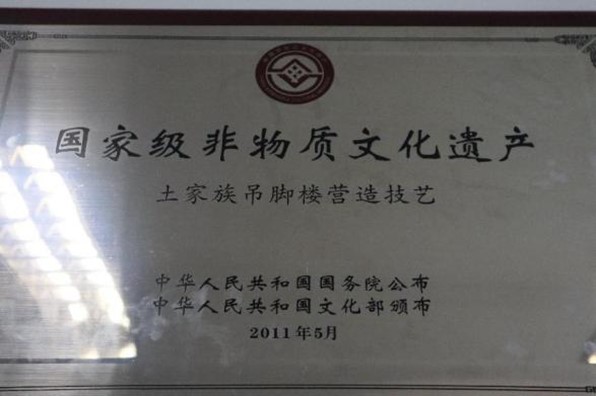 国家级非物质文化遗产
土家族吊脚楼营造技艺
中华人民共和国国务院公布
中华人民共和国文化部颁布
2011年5月